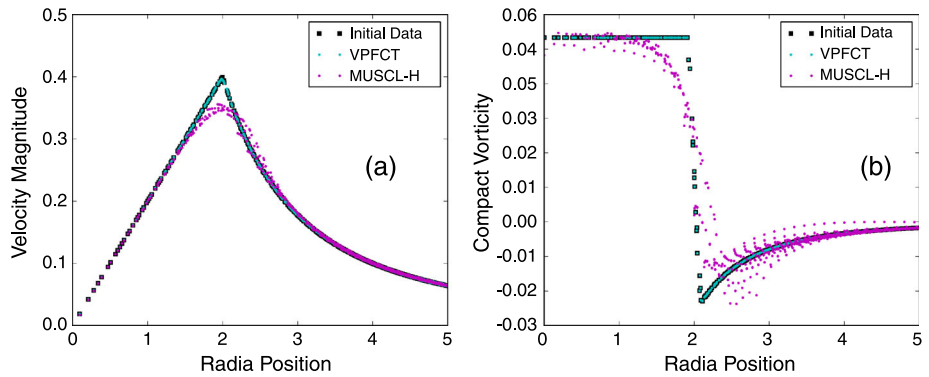 Initial Data
VPFCT
MUSCL-H
(a)
Velocity Magnitude
0.5
0.4
0.3
0.2
0.1
0.0
0 1 2 3 4 5
Radia Position
Initial Data
VPFCT
MUSCL-H
(b)
Compact Vorticity
0.06
0.04
0.05
0.03
0.04
0.00
-0.01
-0.02
-0.03
0 1 2 3 4 5
Radia Position